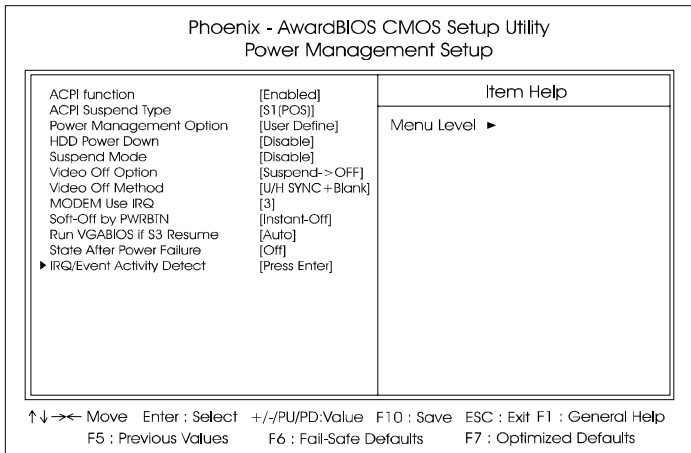 Phoenix - AwardBIOS CMOS Setup Utility
Power Management Setup
ACPI function [Enabled]
ACPI Suspend Type [S1(POS)]
Power Management Option [User Define]
HDD Power Down [Disable]
Suspend Mode [Disable]
Video Off Option [Suspend->OFF]
Video Off Method [U/H SYNC+Blank]
MODEM Use IRQ [3]
Soft-Off by PWRBTN [Instant-Off]
Run VGABIOS if S3 Resume [Auto]
State After Power Failure [Off]
▶ IRQ/Event Activity Detect [Press Enter]
Item Help
Menu Level ►
↑↓→← Move Enter : Select +/-/PU/PD:Value F10 : Save ESC : Exit F1 : General Help
F5 : Previous Values F6 : Fail-Safe Defaults F7 : Optimized Defaults